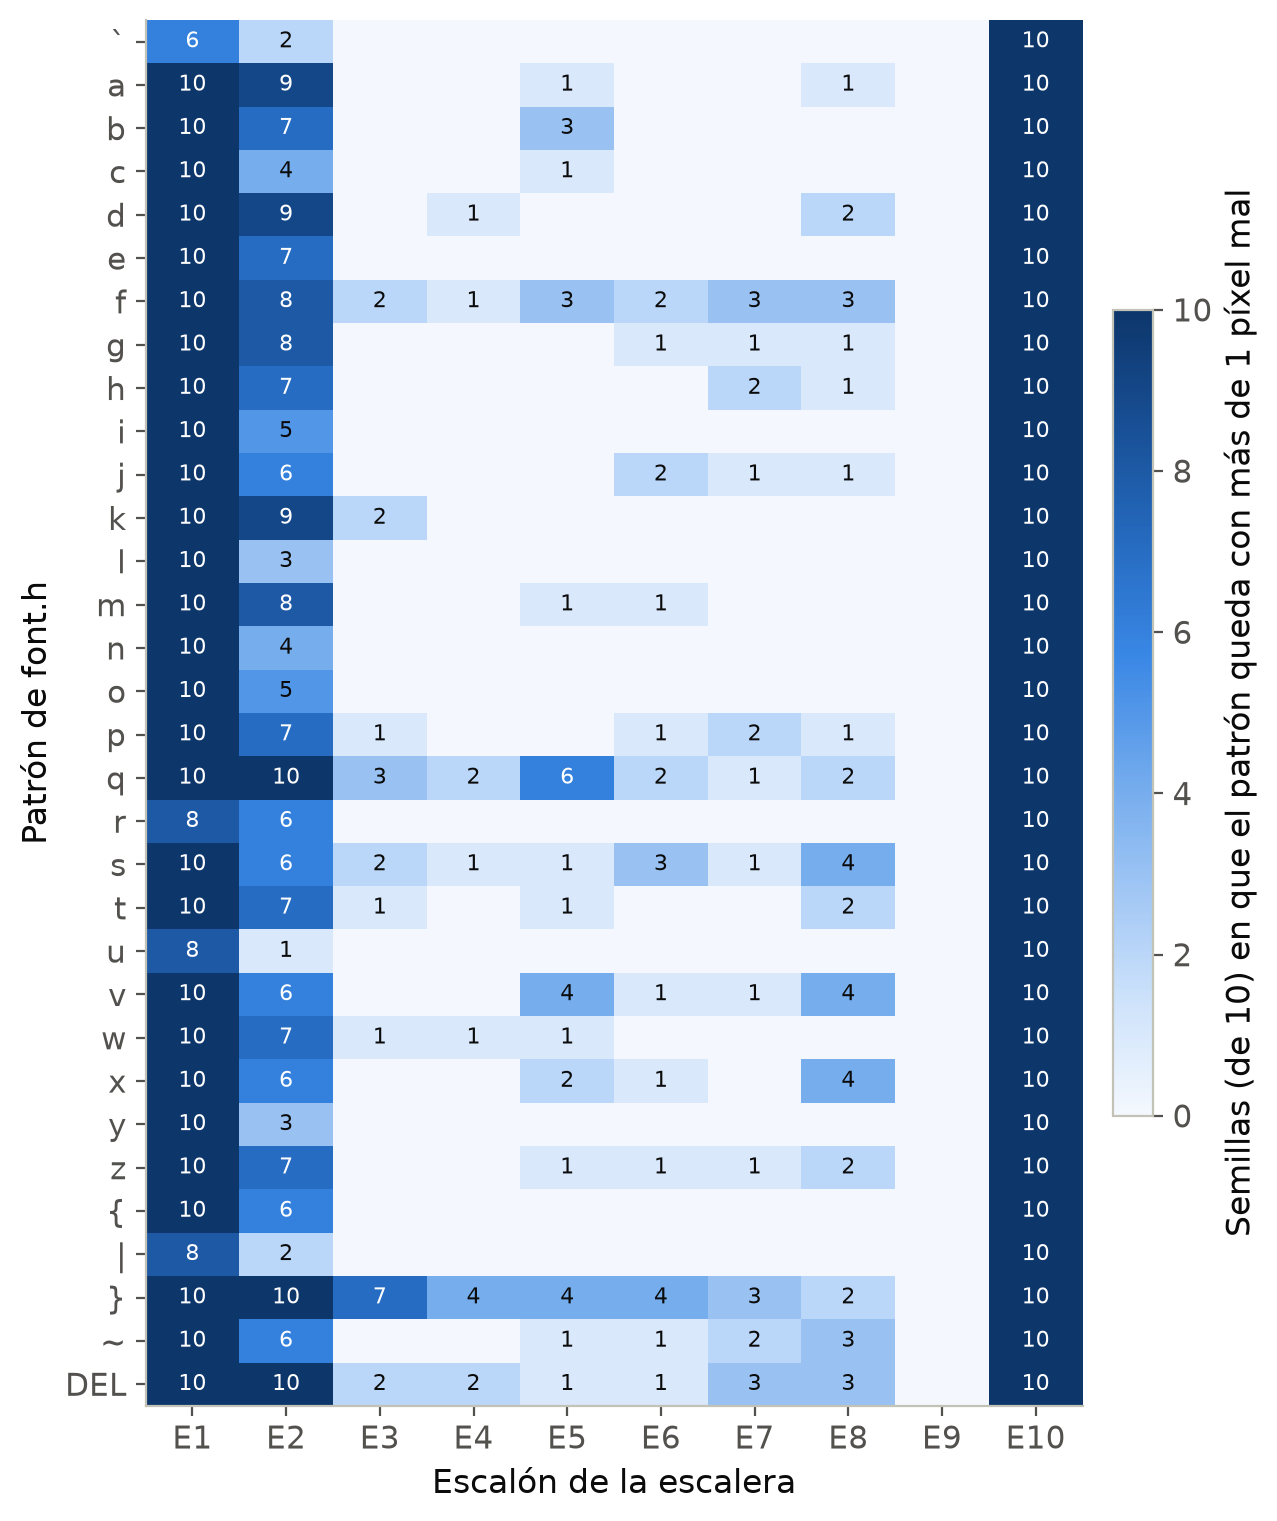 ` 6 2 10
a 10 9 1 1 10
b 10 7 3 10
c 10 4 1 10
d 10 9 1 2 10
e 10 7 10
f 10 8 2 1 3 2 3 3 10
g 10 8 1 1 1 10
h 10 7 2 1 10
i 10 5 10
j 10 6 2 1 1 10
k 10 9 2 10
l 10 3 10
m 10 8 1 1 10
n 10 4 10
o 10 5 10
p 10 7 1 1 2 1 10
q 10 10 3 2 6 2 1 2 10
r 8 6 10
s 10 6 2 1 1 3 1 4 10
t 10 7 1 1 2 10
u 8 1 10
v 10 6 4 1 1 4 10
w 10 7 1 1 1 10
x 10 6 2 1 4 10
y 10 3 10
z 10 7 1 1 1 2 10
{ 10 6 10
| 8 2 10
} 10 10 7 4 4 4 3 2 10
~ 10 6 1 1 2 3 10
DEL 10 10 2 2 1 1 3 3 10
E1 E2 E3 E4 E5 E6 E7 E8 E9 E10
Escalón de la escalera
Patrón de font.h
10
8
6
4
2
0
Semillas (de 10) en que el patrón queda con más de 1 píxel mal